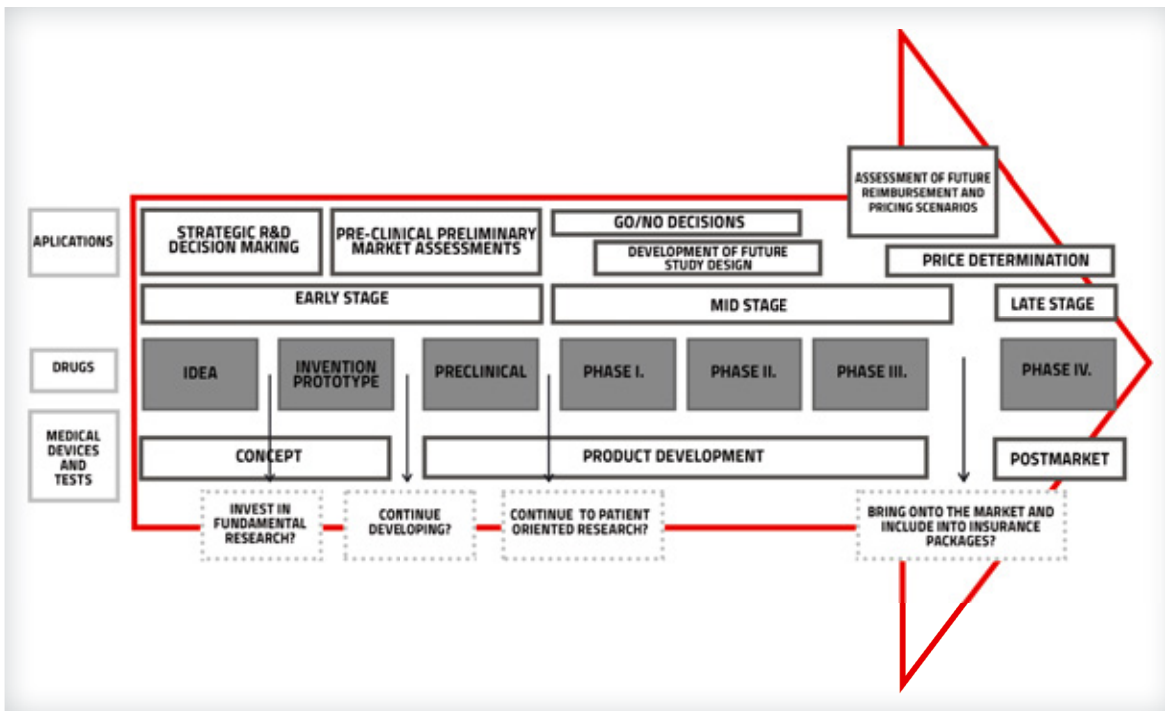 ASSESSMENT OF FUTURE
REIMBURSEMENT AND
PRICING SCENARIOS
APLICATIONS
STRATEGIC R&D
DECISION MAKING
PRE-CLINICAL PRELIMINARY
MARKET ASSESSMENTS
GO/NO DECISIONS
DEVELOPMENT OF FUTURE
STUDY DESIGN
PRICE DETERMINATION
EARLY STAGE
MID STAGE
LATE STAGE
DRUGS
IDEA
INVENTION
PROTOTYPE
PRECLINICAL
PHASE I.
PHASE II.
PHASE III.
PHASE IV.
MEDICAL
DEVICES
AND
TESTS
CONCEPT
PRODUCT DEVELOPMENT
POSTMARKET
INVEST IN
FUNDAMENTAL
RESEARCH?
CONTINUE
DEVELOPING?
CONTINUE TO PATIENT
ORIENTED RESEARCH?
BRING ONTO THE MARKET AND
INCLUDE INTO INSURANCE
PACKAGES?